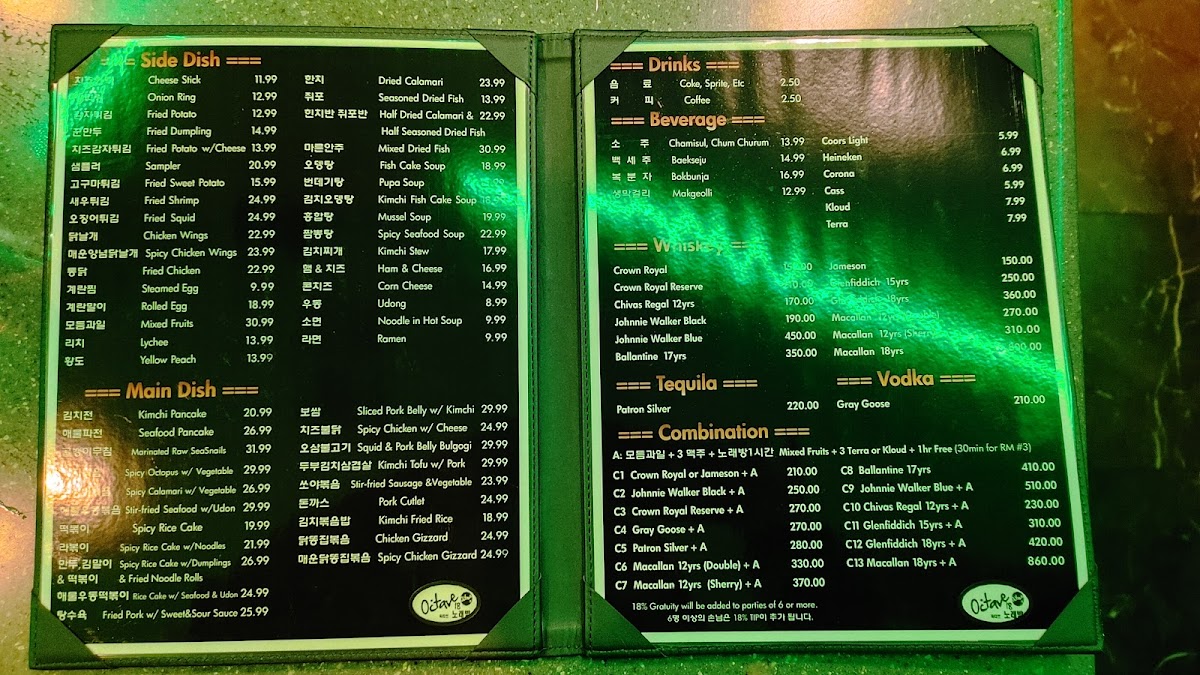 === Side Dish ===
Cheese Stick 11.99
Onion Ring 12.99
감자튀김 Fried Potato 12.99
군만두 Fried Dumpling 14.99
치즈감자튀김 Fried Potato w/Cheese 13.99
샘플러 Sampler 20.99
고구마튀김 Fried Sweet Potato 15.99
새우튀김 Fried Shrimp 24.99
오징어튀김 Fried Squid 24.99
닭날개 Chicken Wings 22.99
매운양념닭날개 Spicy Chicken Wings 23.99
통닭 Fried Chicken 22.99
계란찜 Steamed Egg 9.99
계란말이 Rolled Egg 18.99
모듬과일 Mixed Fruits 30.99
리치 Lychee 13.99
황도 Yellow Peach 13.99
한치 Dried Calamari 23.99
쥐포 Seasoned Dried Fish 13.99
한치반 쥐포반 Half Dried Calamari & 22.99
Half Seasoned Dried Fish
마른안주 Mixed Dried Fish 30.99
오뎅탕 Fish Cake Soup 18.99
번데기탕 Pupa Soup
김치오뎅탕 Kimchi Fish Cake Soup
홍합탕 Mussel Soup 19.99
짬뽕탕 Spicy Seafood Soup 22.99
김치찌개 Kimchi Stew 17.99
햄 & 치즈 Ham & Cheese 16.99
콘치즈 Corn Cheese 14.99
우동 Udong 8.99
소면 Noodle in Hot Soup 9.99
라면 Ramen 9.99
=== Main Dish ===
김치전 Kimchi Pancake 20.99
해물파전 Seafood Pancake 26.99
Marinated Raw SeaSnails 31.99
Spicy Octopus w/ Vegetable 29.99
Spicy Calamari w/ Vegetable 26.99
Stir-fried Seafood w/Udon 29.99
떡볶이 Spicy Rice Cake 19.99
라볶이 Spicy Rice Cake w/Noodles 21.99
만두,김말이 Spicy Rice Cake w/Dumplings 26.99
& 떡볶이 & Fried Noodle Rolls
해물우동떡볶이 Rice Cake w/ Seafood & Udon 24.99
탕수육 Fried Pork w/ Sweet&Sour Sauce 25.99
보쌈 Sliced Pork Belly w/ Kimchi 29.99
치즈불닭 Spicy Chicken w/ Cheese 24.99
오삼불고기 Squid & Pork Belly Bulgogi 29.99
두부김치삼겹살 Kimchi Tofu w/ Pork 29.99
쏘야볶음 Stir-fried Sausage &Vegetable 23.99
돈까스 Pork Cutlet 24.99
김치볶음밥 Kimchi Fried Rice 18.99
닭똥집볶음 Chicken Gizzard 24.99
매운닭똥집볶음 Spicy Chicken Gizzard 24.99
Octave 18 노래방
=== Drinks ===
음 료 Coke, Sprite, Etc 2.50
커 피 Coffee 2.50
=== Beverage ===
소 주 Chamisul, Chum Churum 13.99
백 세 주 Baekseju 14.99
복 분 자 Bokbunja 16.99
생막걸리 Makgeolli 12.99
Coors Light 5.99
Heineken 6.99
Corona 6.99
Cass 5.99
Kloud 7.99
Terra 7.99
=== Whiskey ===
Crown Royal 150.00
Crown Royal Reserve
Chivas Regal 12yrs 170.00
Johnnie Walker Black 190.00
Johnnie Walker Blue 450.00
Ballantine 17yrs 350.00
Jameson 150.00
Glenfiddich 15yrs 250.00
Glenfiddich 18yrs 360.00
Macallan 12yrs (Double) 270.00
Macallan 12yrs (Sherry) 310.00
Macallan 18yrs
=== Tequila ===
Patron Silver 220.00
=== Vodka ===
Gray Goose 210.00
=== Combination ===
A: 모듬과일 + 3 맥주 + 노래방1시간 Mixed Fruits + 3 Terra or Kloud + 1hr Free (30min for RM #3)
C1 Crown Royal or Jameson + A 210.00
C2 Johnnie Walker Black + A 250.00
C3 Crown Royal Reserve + A 270.00
C4 Gray Goose + A 270.00
C5 Patron Silver + A 280.00
C6 Macallan 12yrs (Double) + A 330.00
C7 Macallan 12yrs (Sherry) + A 370.00
C8 Ballantine 17yrs 410.00
C9 Johnnie Walker Blue + A 510.00
C10 Chivas Regal 12yrs + A 230.00
C11 Glenfiddich 15yrs + A 310.00
C12 Glenfiddich 18yrs + A 420.00
C13 Macallan 18yrs + A 860.00
18% Gratuity will be added to parties of 6 or more.
6명 이상의 손님은 18% TIP이 추가 됩니다.
Octave 18 노래방